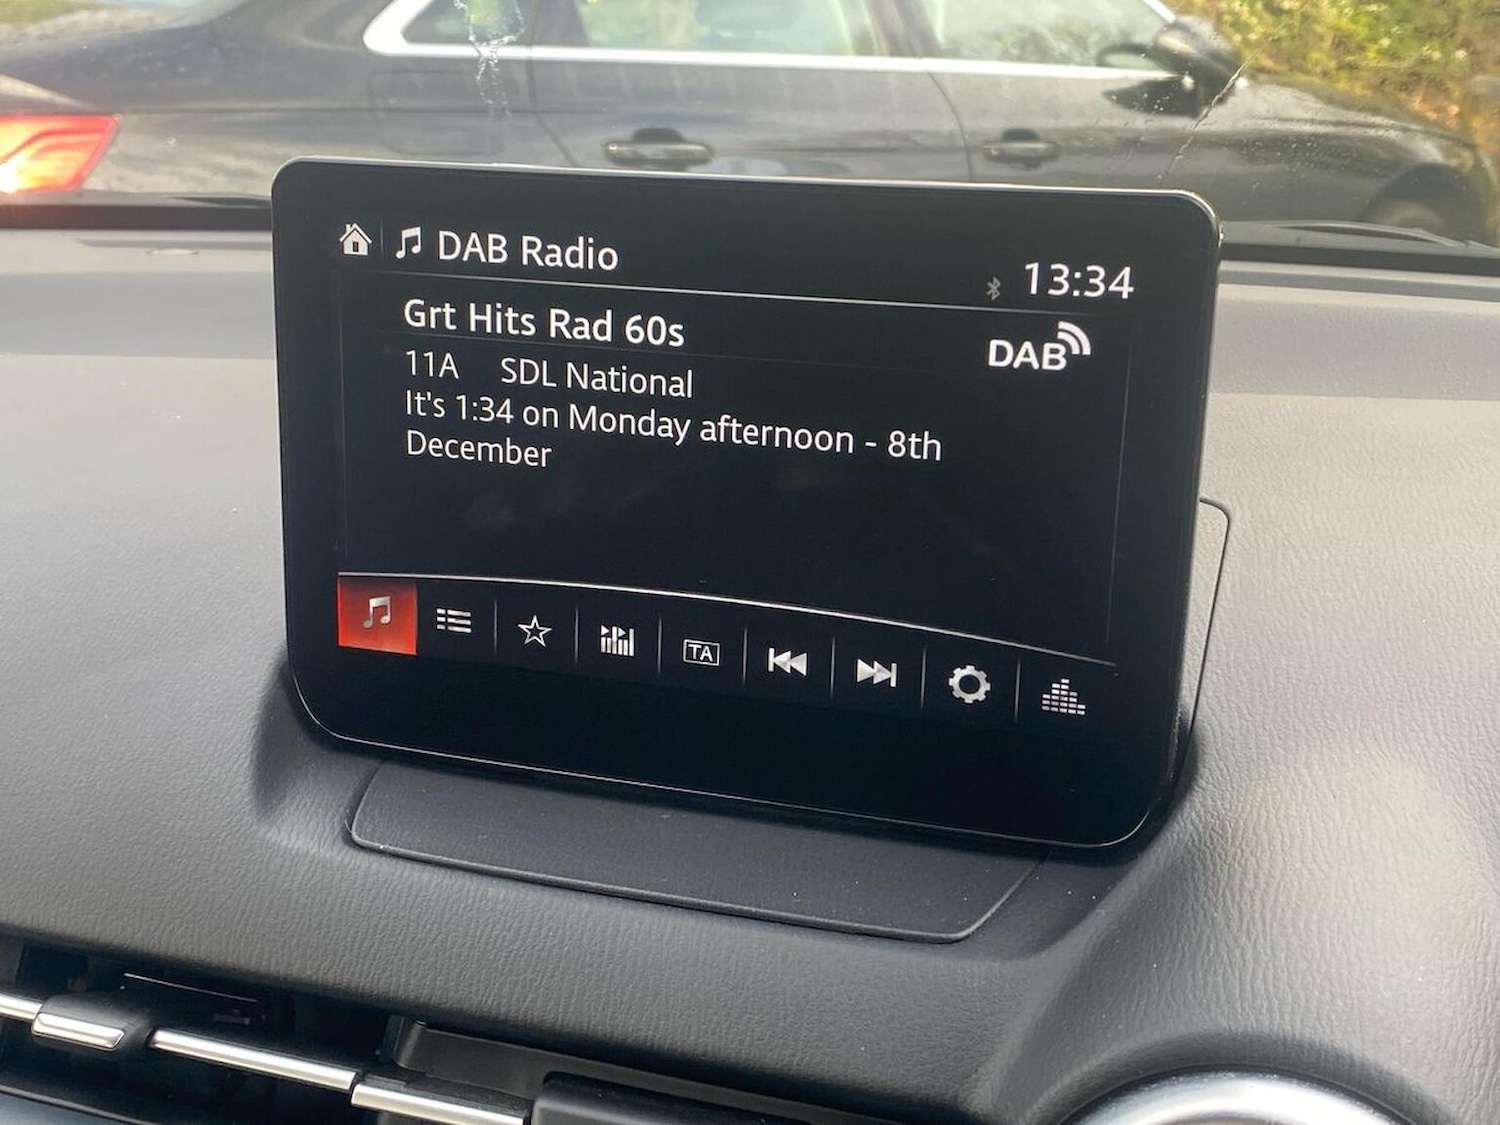 DAB Radio
13:34
Grt Hits Rad 60s
DAB
11A SDL National
It's 1:34 on Monday afternoon - 8th
December
TA